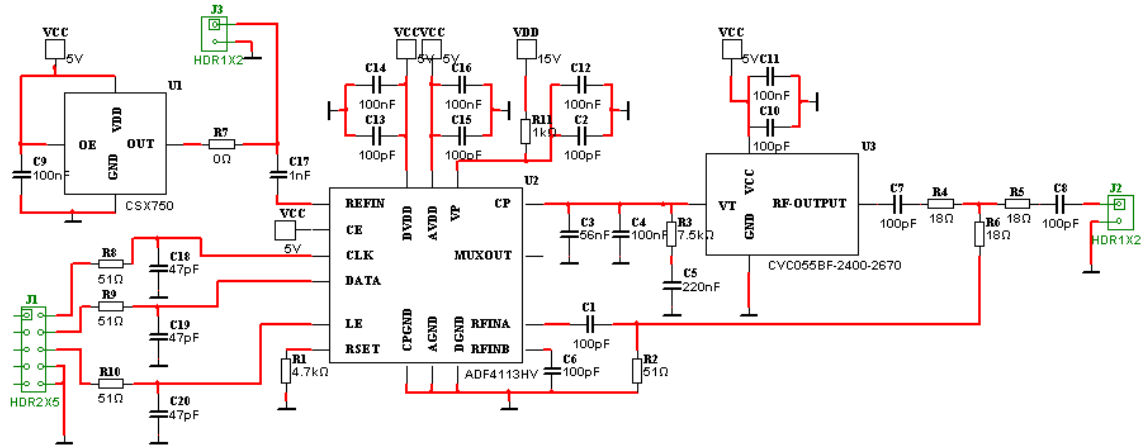 J3
HDR1X2
VCC
5V
U1
OE
VDD
GND
OUT
CSX750
C9
100nF
R7
0Ω
C17
1nF
VCC
5V
VCC
5V
VDD
15V
C14
100nF
C13
100pF
C16
100nF
C15
100pF
R11
1kΩ
C12
100nF
C2
100pF
VCC
5V
C11
100nF
C10
100pF
U2
REFIN
CE
CLK
DATA
LE
RSET
DVDD
AVDD
VP
CP
MUXOUT
RFINA
RFINB
CPGND
AGND
DGND
ADF4113HV
VCC
5V
R8
51Ω
C18
47pF
J1
HDR2X5
R9
51Ω
C19
47pF
R10
51Ω
C20
47pF
R1
4.7kΩ
C3
56nF
C4
100nF
R3
7.5kΩ
C5
220nF
C1
100pF
C6
100pF
R2
51Ω
U3
VT
VCC
GND
RF-OUTPUT
CVC055BF-2400-2670
C7
100pF
R4
18Ω
R6
18Ω
R5
18Ω
C8
100pF
J2
HDR1X2